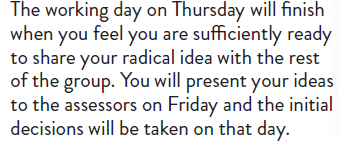 The working day on Thursday will finish
when you feel you are sufficiently ready
to share your radical idea with the rest
of the group. You will present your ideas
to the assessors on Friday and the initial
decisions will be taken on that day.